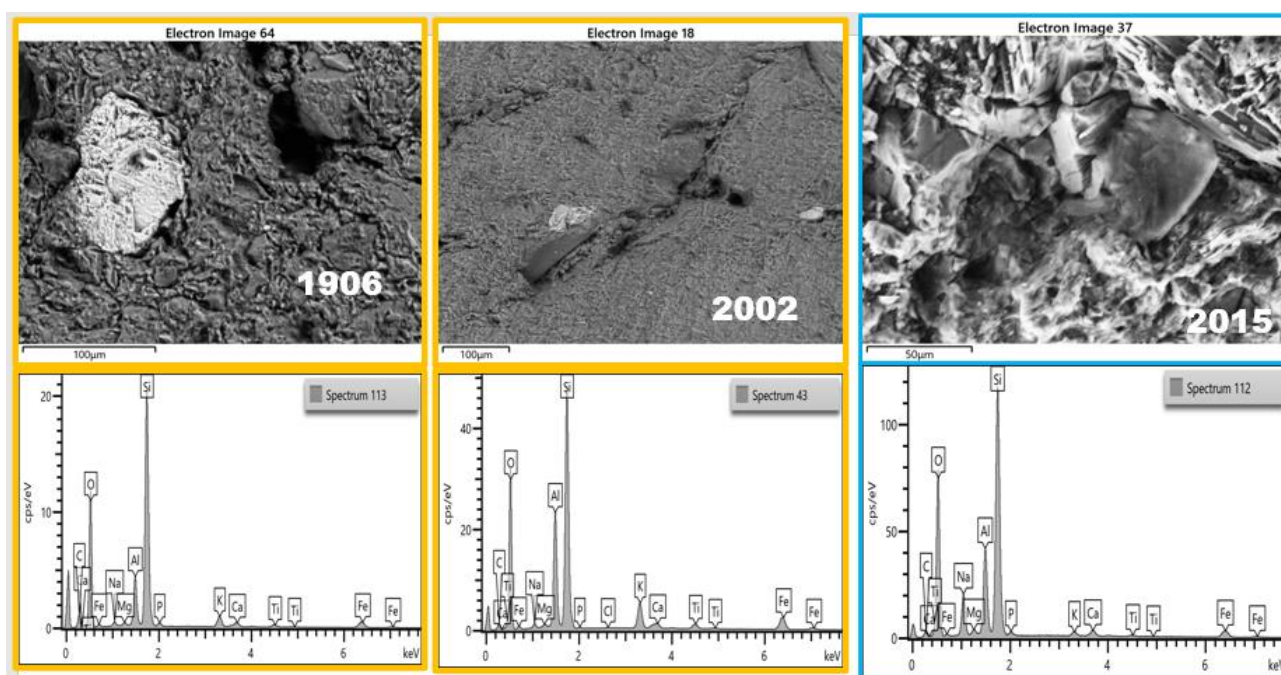 Electron Image 64
1906
100µm
Electron Image 18
2002
100µm
Electron Image 37
2015
50µm
Spectrum 113
cps/eV
20
10
0
Si
O
C
Ca
Fe
Na
Mg
Al
P
K
Ca
Ti
Ti
Fe
Fe
0
2
4
6
keV
Spectrum 43
cps/eV
40
20
0
Si
O
Al
C
Ti
Ca
Fe
Na
Mg
P
Cl
K
Ca
Ti
Ti
Fe
Fe
0
2
4
6
keV
Spectrum 112
cps/eV
100
50
0
Si
O
Al
C
Ti
Ca
Fe
Na
Mg
P
K
Ca
Ti
Ti
Fe
Fe
0
2
4
6